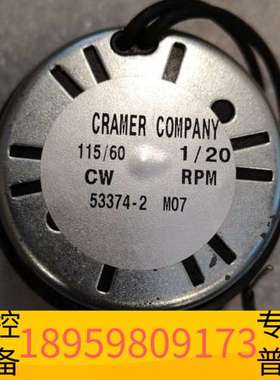 CRAMER COMPANY
115/60 1/20
CW RPM
53374-2 M07
控 专
备 18959809173 普